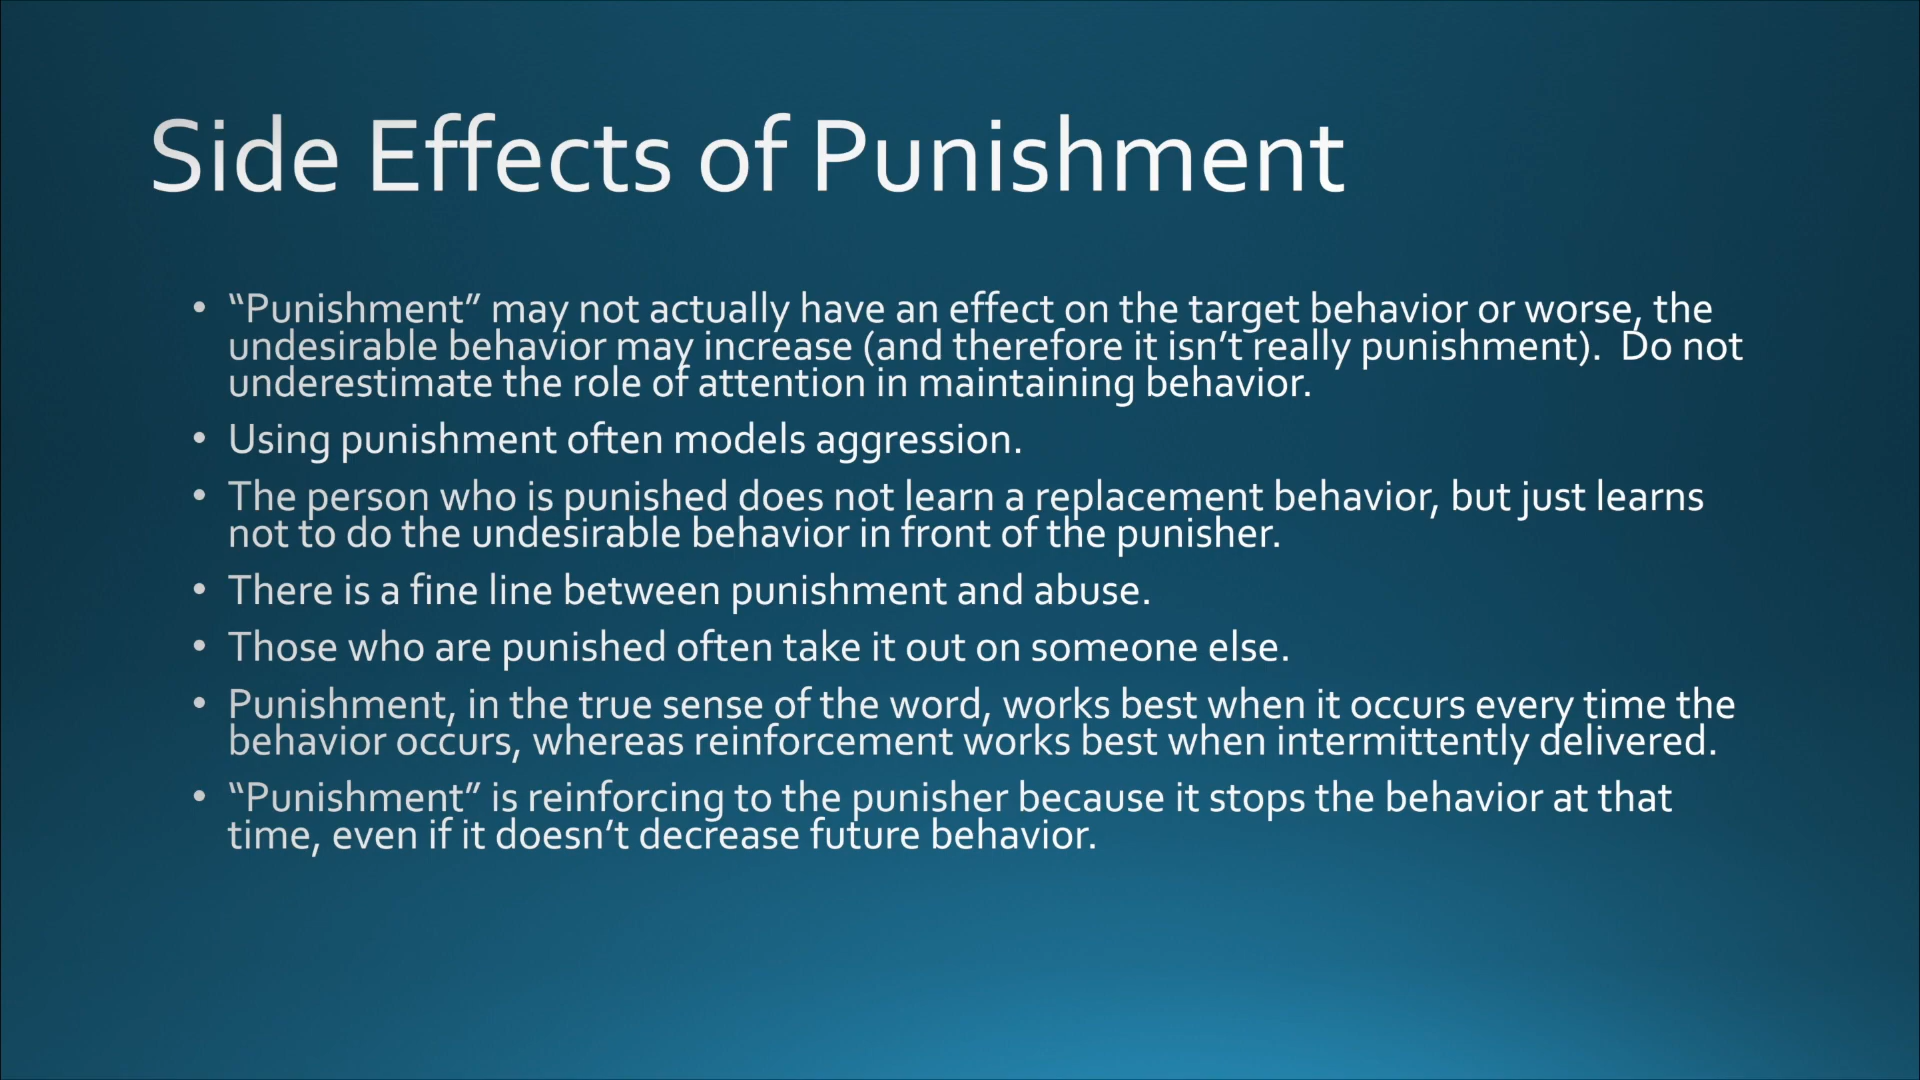 Side Effects of Punishment
• “Punishment” may not actually have an effect on the target behavior or worse, the
undesirable behavior may increase (and therefore it isn’t really punishment).  Do not
underestimate the role of attention in maintaining behavior.
• Using punishment often models aggression.
• The person who is punished does not learn a replacement behavior, but just learns
not to do the undesirable behavior in front of the punisher.
• There is a fine line between punishment and abuse.
• Those who are punished often take it out on someone else.
• Punishment, in the true sense of the word, works best when it occurs every time the
behavior occurs, whereas reinforcement works best when intermittently delivered.
• “Punishment” is reinforcing to the punisher because it stops the behavior at that
time, even if it doesn’t decrease future behavior.